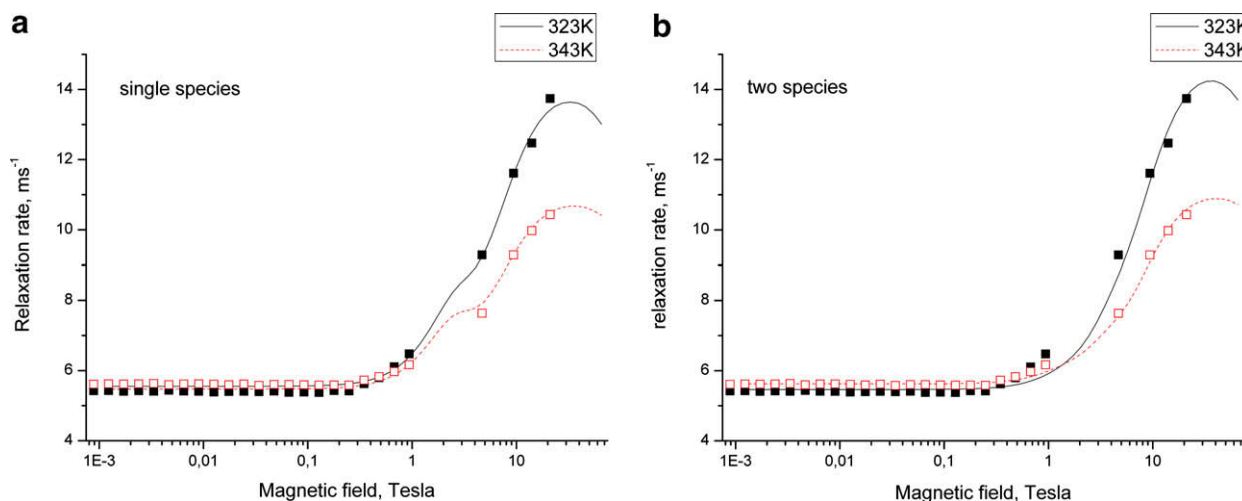 a
323K
343K
single species
14
12
10
8
6
4
Relaxation rate, ms-1
1E-3
0,01
0,1
1
10
Magnetic field, Tesla
b
323K
343K
two species
14
12
10
8
6
4
relaxation rate, ms-1
1E-3
0,01
0,1
1
10
Magnetic field, Tesla